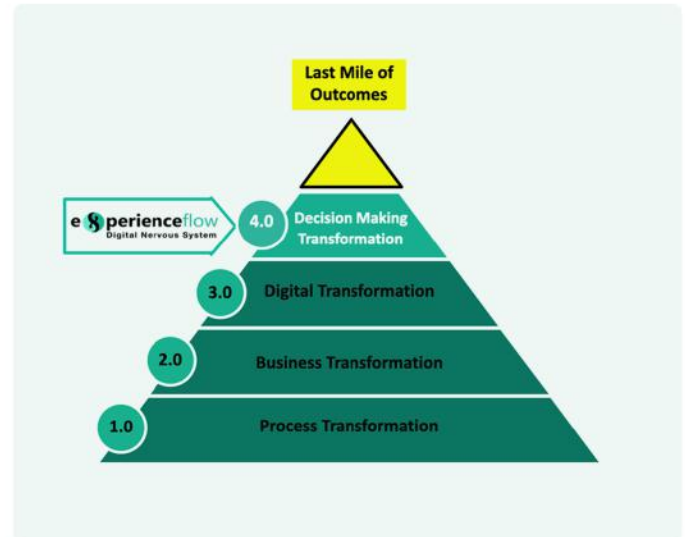 Last Mile of
Outcomes
eXperienceflow
Digital Nervous System
4.0
Decision Making
Transformation
3.0
Digital Transformation
2.0
Business Transformation
1.0
Process Transformation